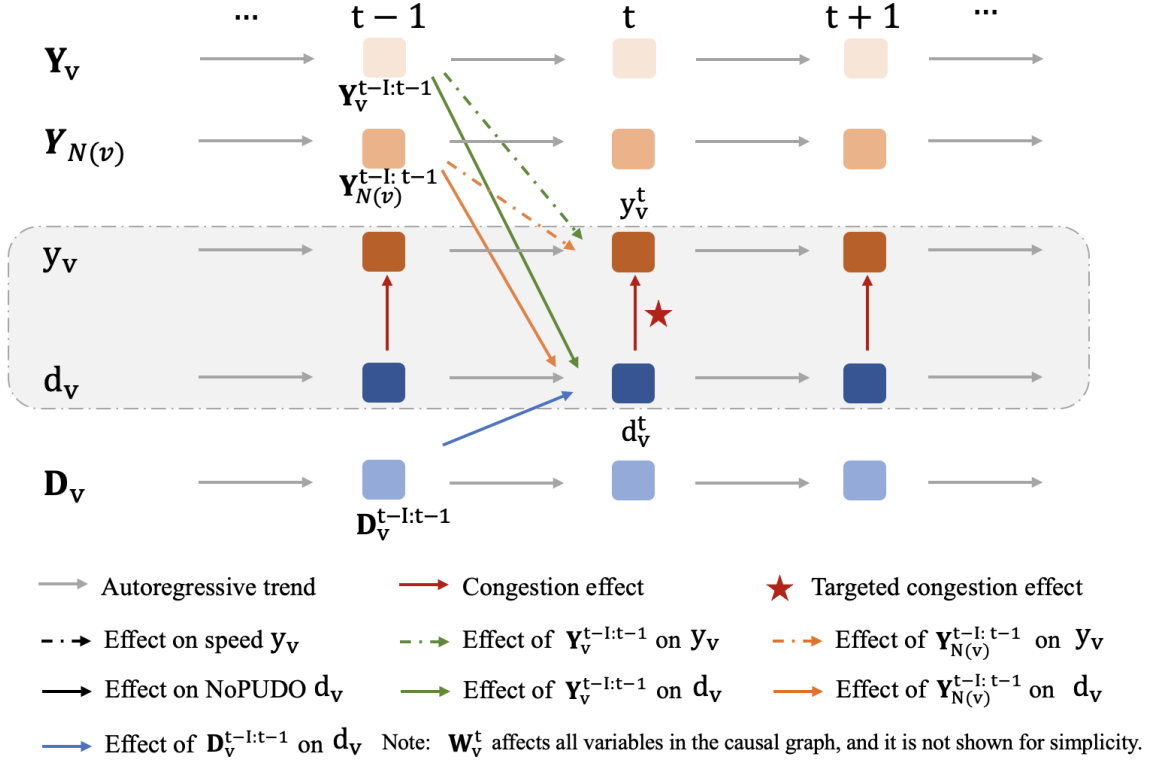 ... t − 1 t t + 1 ...
𝐘_v
𝒀_{N(v)}
y_v
d_v
𝐃_v
𝐘_v^{t−I:t−1}
𝐘_{N(v)}^{t−I: t−1}
y_v^t
d_v^t
𝐃_v^{t−I:t−1}
Autoregressive trend Congestion effect Targeted congestion effect
Effect on speed y_v Effect of 𝐘_v^{t−I:t−1} on y_v Effect of 𝐘_{N(v)}^{t−I: t−1} on y_v
Effect on NoPUDO d_v Effect of 𝐘_v^{t−I:t−1} on d_v Effect of 𝐘_{N(v)}^{t−I: t−1} on d_v
Effect of 𝐃_v^{t−I:t−1} on d_v Note: 𝐖_v^t affects all variables in the causal graph, and it is not shown for simplicity.